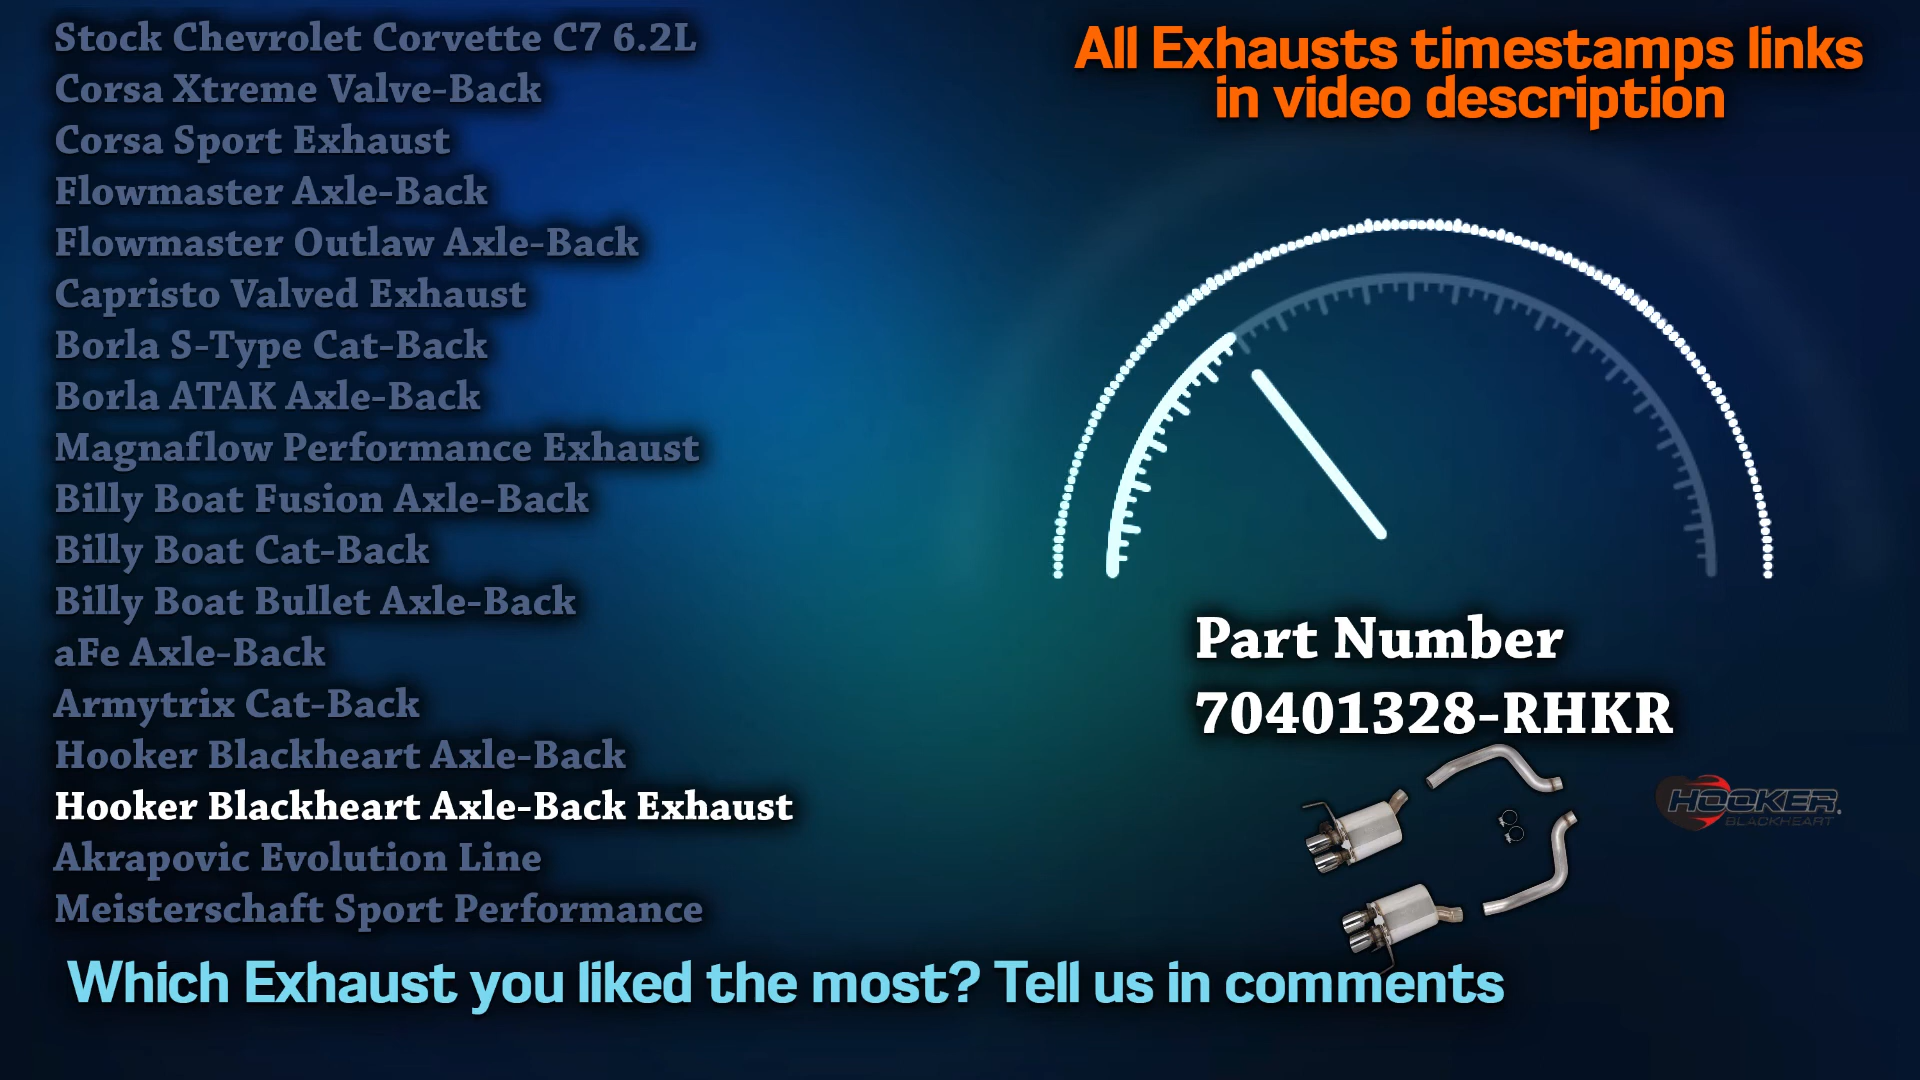 Stock Chevrolet Corvette C7 6.2L
Corsa Xtreme Valve-Back
Corsa Sport Exhaust
Flowmaster Axle-Back
Flowmaster Outlaw Axle-Back
Capristo Valved Exhaust
Borla S-Type Cat-Back
Borla ATAK Axle-Back
Magnaflow Performance Exhaust
Billy Boat Fusion Axle-Back
Billy Boat Cat-Back
Billy Boat Bullet Axle-Back
aFe Axle-Back
Armytrix Cat-Back
Hooker Blackheart Axle-Back
Hooker Blackheart Axle-Back Exhaust
Akrapovic Evolution Line
Meisterschaft Sport Performance
All Exhausts timestamps links
in video description
Part Number
70401328-RHKR
HOOKER
BLACKHEART
Which Exhaust you liked the most? Tell us in comments